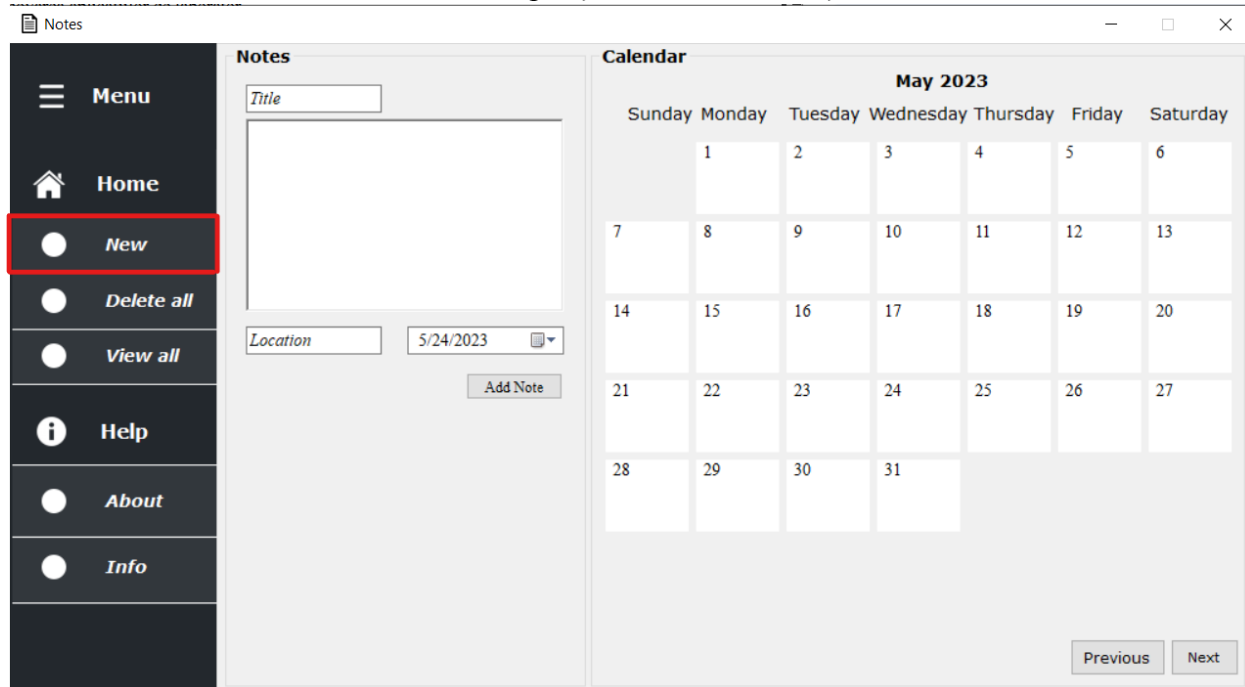 Notes
Menu
Home
New
Delete all
View all
Help
About
Info
Notes
Title
Location
5/24/2023
Add Note
Calendar
May 2023
Sunday Monday Tuesday Wednesday Thursday Friday Saturday
1 2 3 4 5 6
7 8 9 10 11 12 13
14 15 16 17 18 19 20
21 22 23 24 25 26 27
28 29 30 31
Previous Next